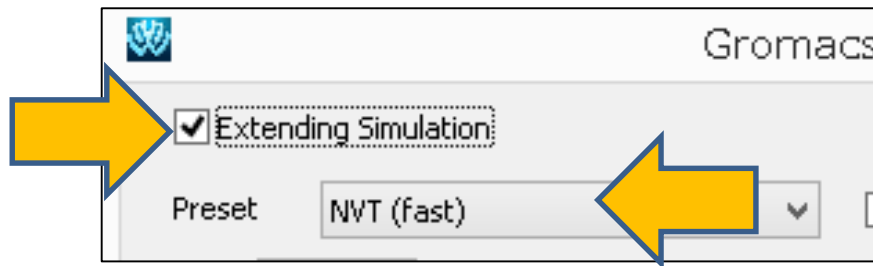 Gromacs
Extending Simulation
Preset NVT (fast)